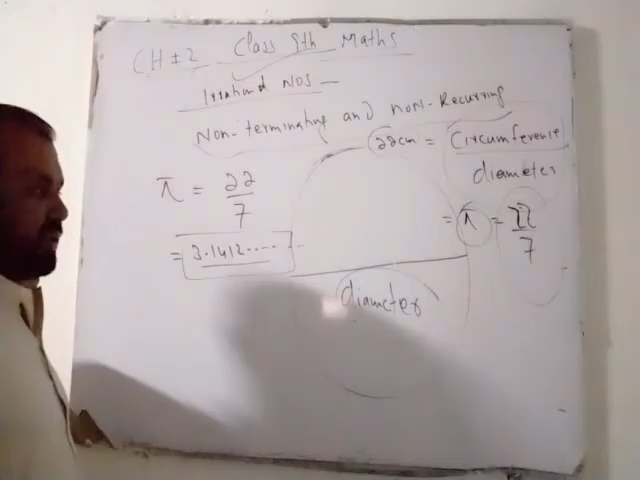 CH # 2 Class 9th Maths
Irrational NOS —
Non-terminating and non-Recurring
22cm = Circumference
diameter
π = 22
7
= π = 22
7
= 3.1412.....
diameter